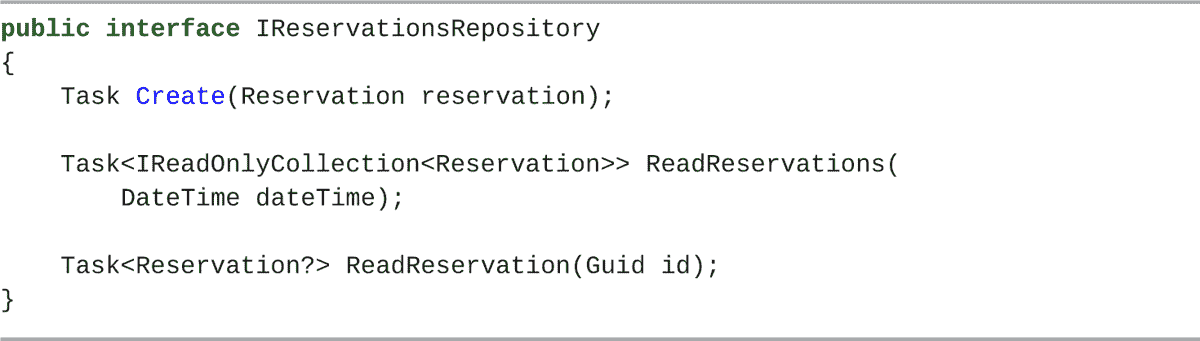 public interface IReservationsRepository
{
    Task Create(Reservation reservation);
    Task<IReadOnlyCollection<Reservation>> ReadReservations(
        DateTime dateTime);
    Task<Reservation?> ReadReservation(Guid id);
}